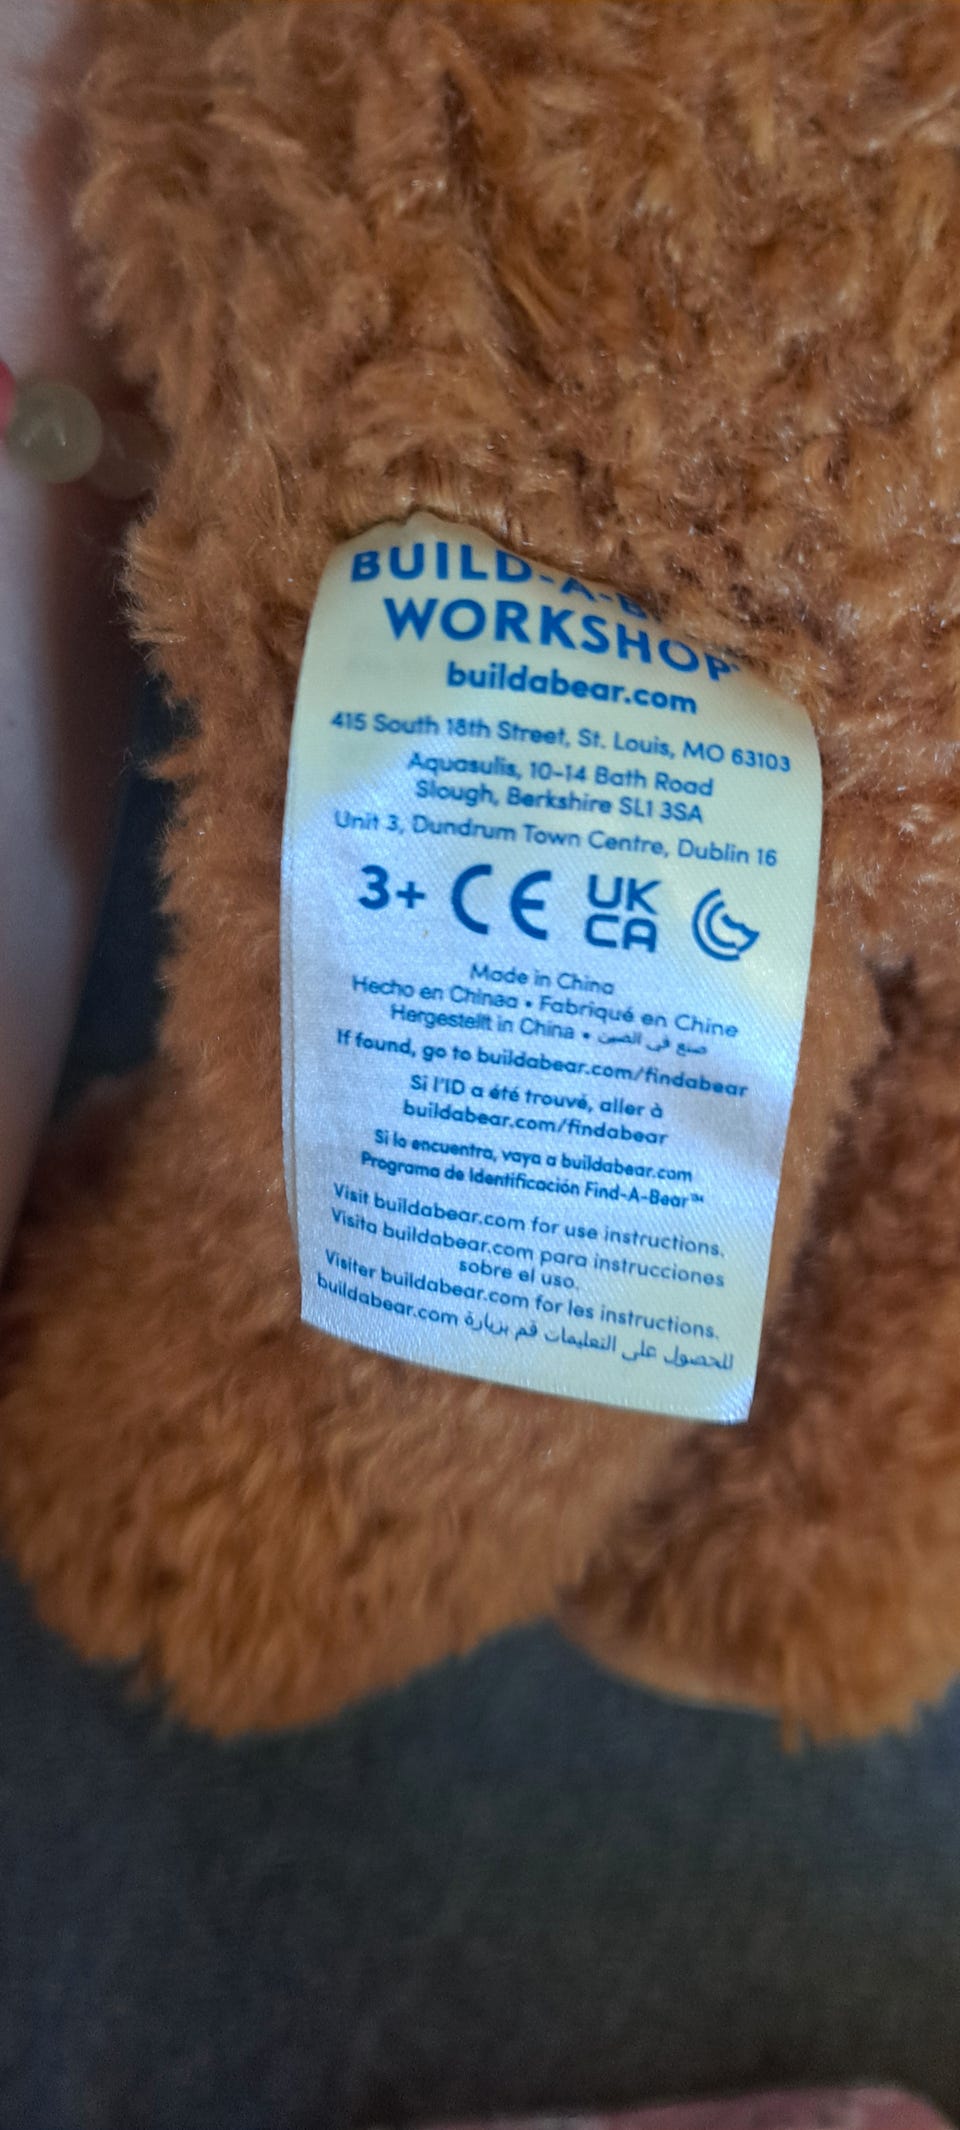 BUILD-A-B
WORKSHOP
buildabear.com
415 South 18th Street, St. Louis, MO 63103
Aquasulis, 10-14 Bath Road
Slough, Berkshire SL1 3SA
Unit 3, Dundrum Town Centre, Dublin 16
3+ CE UK
CA
Made in China
Hecho en Chinaa • Fabriqué en Chine
Hergestellt in China • صنع في الصين
If found, go to buildabear.com/findabear
Si l'ID a été trouvé, aller à
buildabear.com/findabear
Si lo encuentra, vaya a buildabear.com
Programa de Identificación Find-A-Bear™
Visit buildabear.com for use instructions.
Visita buildabear.com para instrucciones
sobre el uso.
Visiter buildabear.com for les instructions.
للحصول على التعليمات قم بزيارة buildabear.com